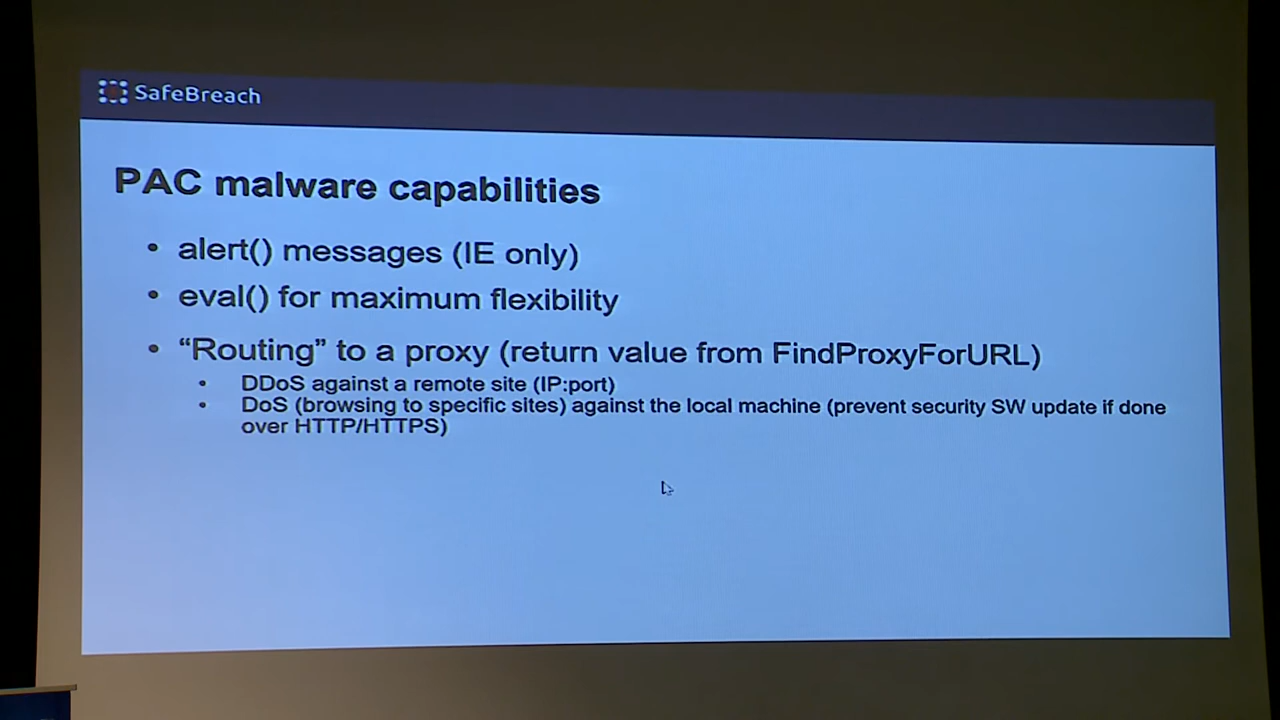 SafeBreach
PAC malware capabilities
• alert() messages (IE only)
• eval() for maximum flexibility
• “Routing” to a proxy (return value from FindProxyForURL)
• DDoS against a remote site (IP:port)
• DoS (browsing to specific sites) against the local machine (prevent security SW update if done
over HTTP/HTTPS)